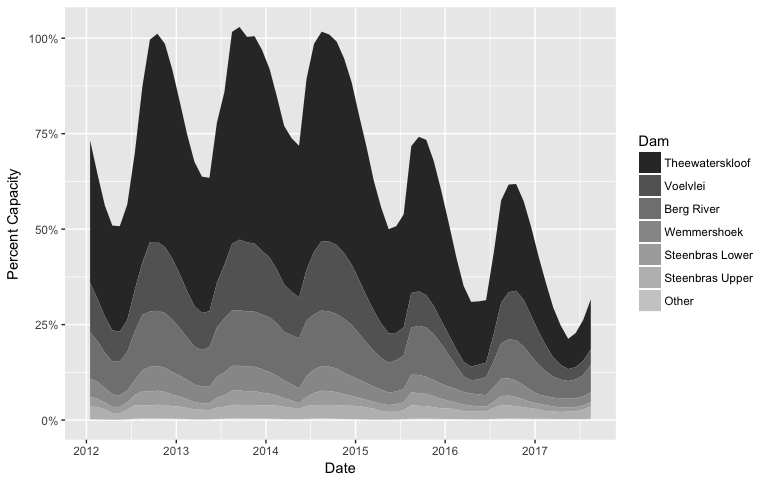 Percent Capacity
100%
75%
50%
25%
0%
2012 2013 2014 2015 2016 2017
Date
Dam
Theewaterskloof
Voelvlei
Berg River
Wemmershoek
Steenbras Lower
Steenbras Upper
Other